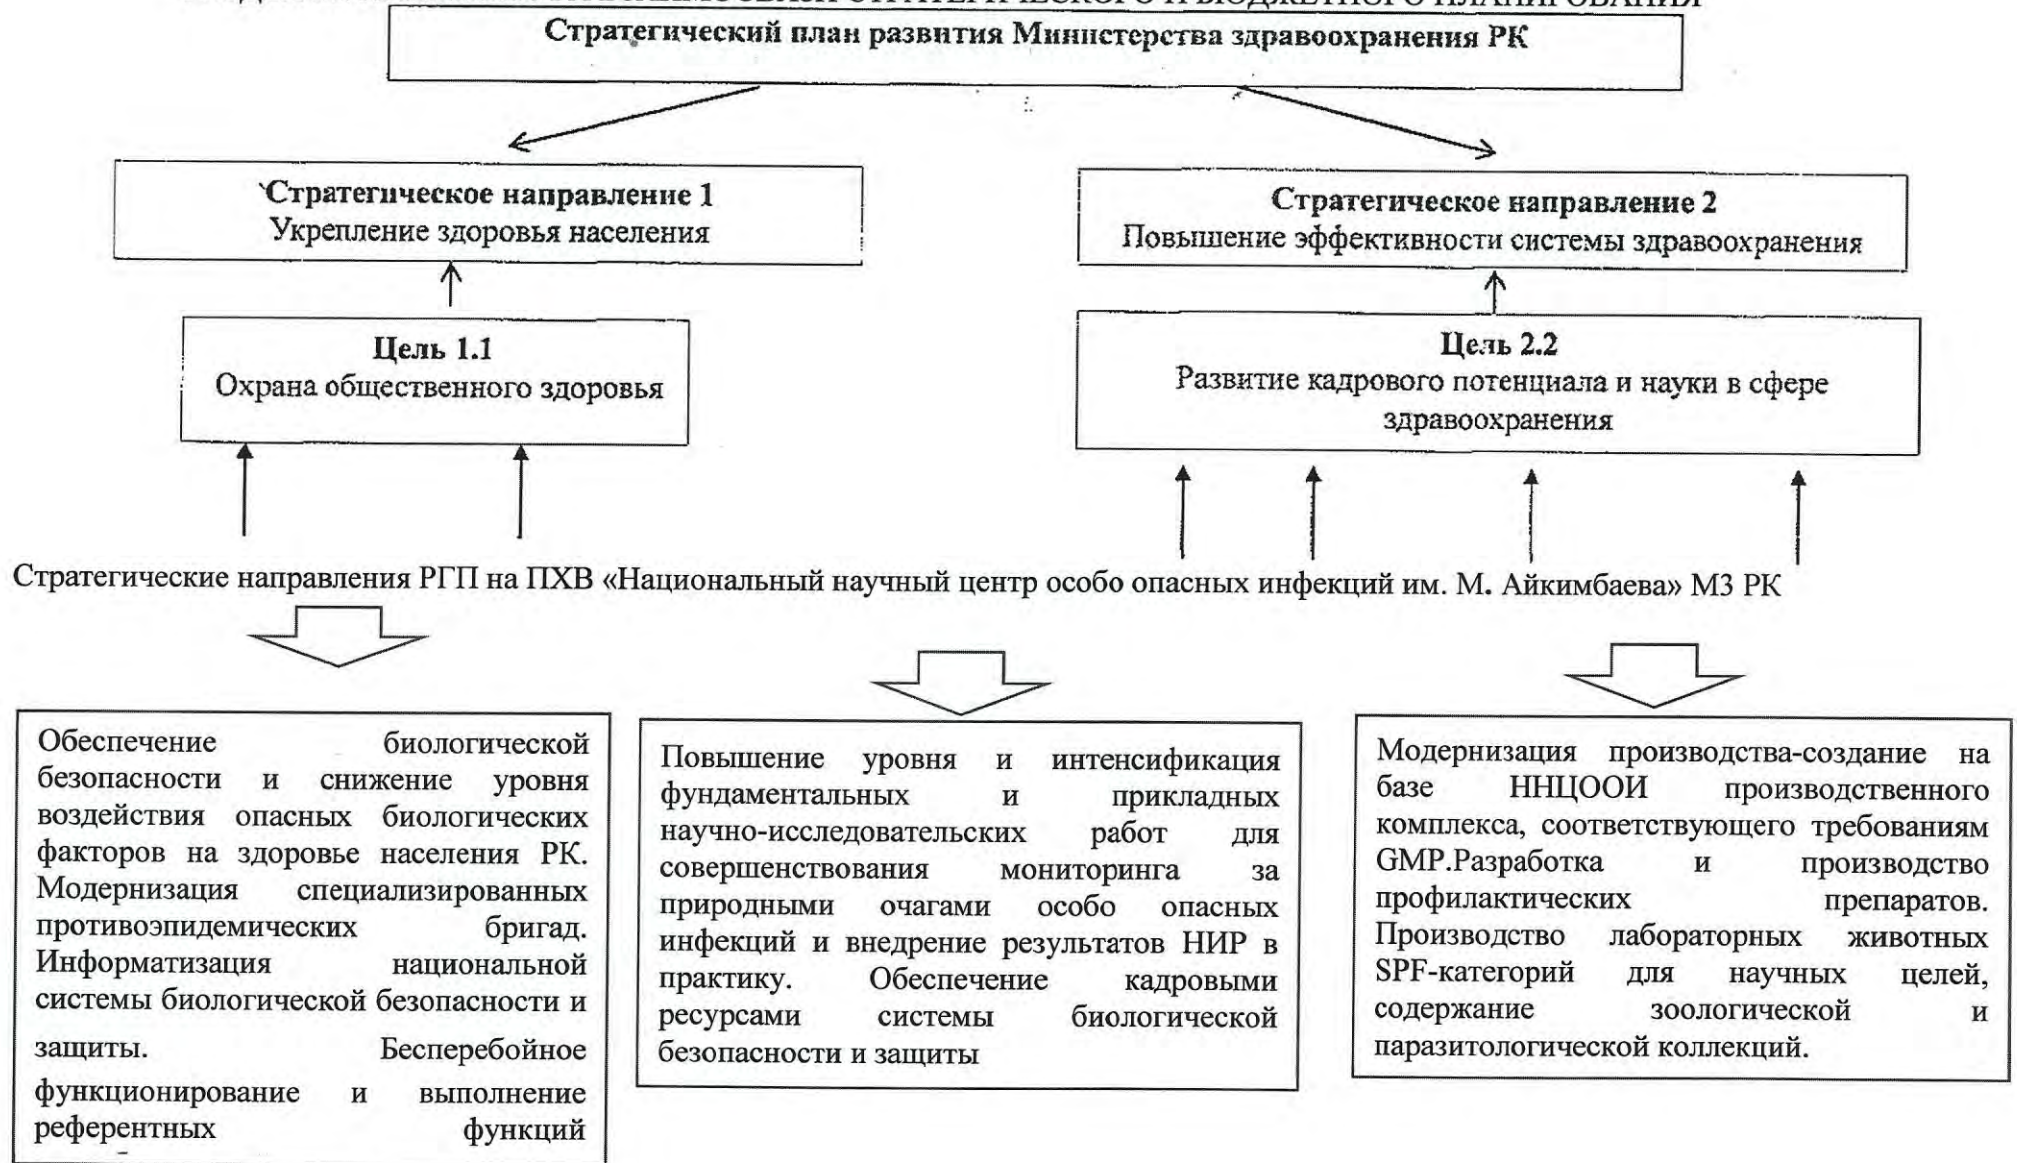 СТРАТЕГИЧЕСКОГО И БЮДЖЕТНОГО ПЛАНИРОВАНИЯ
Стратегический план развития Министерства здравоохранения РК
Стратегическое направление 1
Укрепление здоровья населения
Стратегическое направление 2
Повышение эффективности системы здравоохранения
Цель 1.1
Охрана общественного здоровья
Цель 2.2
Развитие кадрового потенциала и науки в сфере
здравоохранения
Стратегические направления РГП на ПХВ «Национальный научный центр особо опасных инфекций им. М. Айкимбаева» МЗ РК
Обеспечение биологической
безопасности и снижение уровня
воздействия опасных биологических
факторов на здоровье населения РК.
Модернизация специализированных
противоэпидемических бригад.
Информатизация национальной
системы биологической безопасности и
защиты. Бесперебойное
функционирование и выполнение
референтных функций
Повышение уровня и интенсификация
фундаментальных и прикладных
научно-исследовательских работ для
совершенствования мониторинга за
природными очагами особо опасных
инфекций и внедрение результатов НИР в
практику. Обеспечение кадровыми
ресурсами системы биологической
безопасности и защиты
Модернизация производства-создание на
базе ННЦООИ производственного
комплекса, соответствующего требованиям
GMP.Разработка и производство
профилактических препаратов.
Производство лабораторных животных
SPF-категорий для научных целей,
содержание зоологической и
паразитологической коллекций.